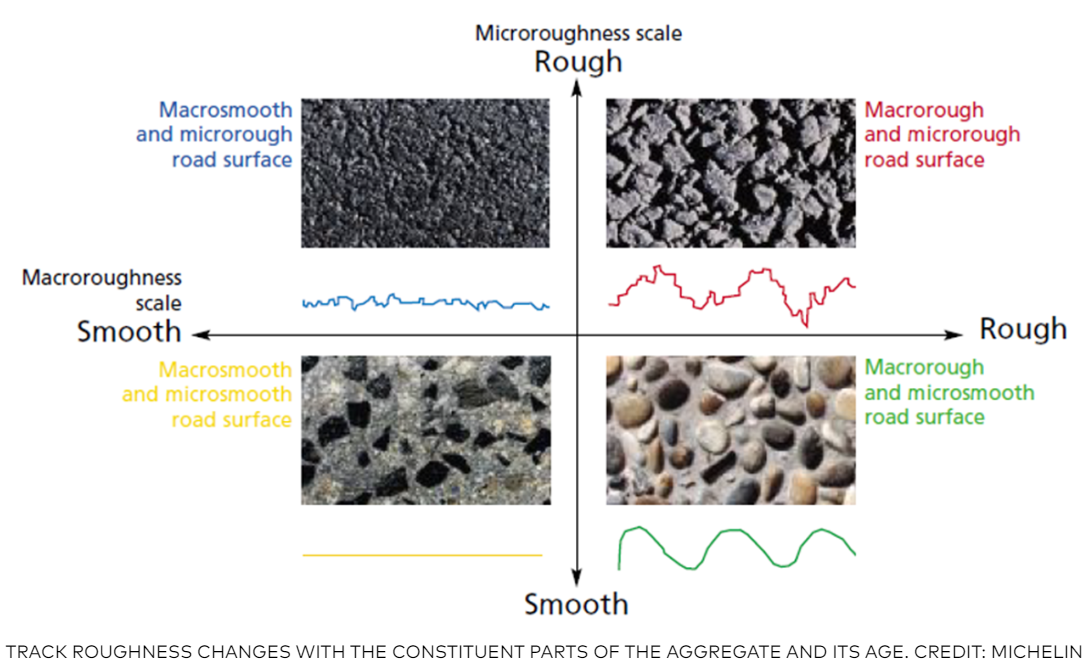 Microroughness scale
Rough
Macrosmooth
and microrough
road surface
Macrorough
and microrough
road surface
Macroroughness
scale
Smooth
Rough
Macrosmooth
and microsmooth
road surface
Macrorough
and microsmooth
road surface
Smooth
TRACK ROUGHNESS CHANGES WITH THE CONSTITUENT PARTS OF THE AGGREGATE AND ITS AGE. CREDIT: MICHELIN